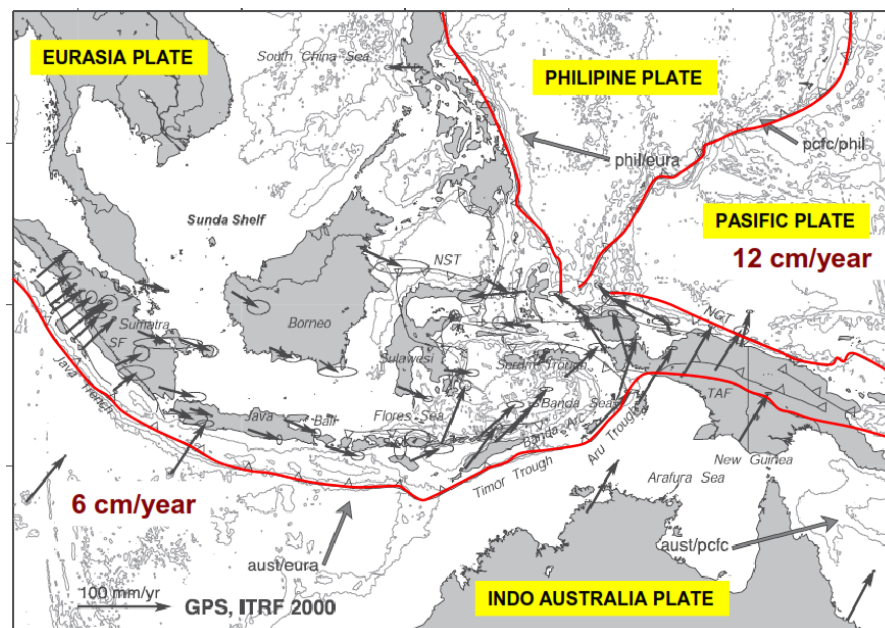 EURASIA PLATE
South China Sea
PHILIPINE PLATE
phil/eura
pcfc/phil
Sunda Shelf
PASIFIC PLATE
12 cm/year
NST
NGT
Sumatra
SF
Borneo
Sulawesi
Seram Trough
Java Trench
TAF
Java
Bali
Flores Sea
Banda Sea
Banda Arc
Aru Trough
Timor Trough
New Guinea
Arafura Sea
6 cm/year
aust/eura
aust/pcfc
100 mm/yr
GPS, ITRF 2000
INDO AUSTRALIA PLATE